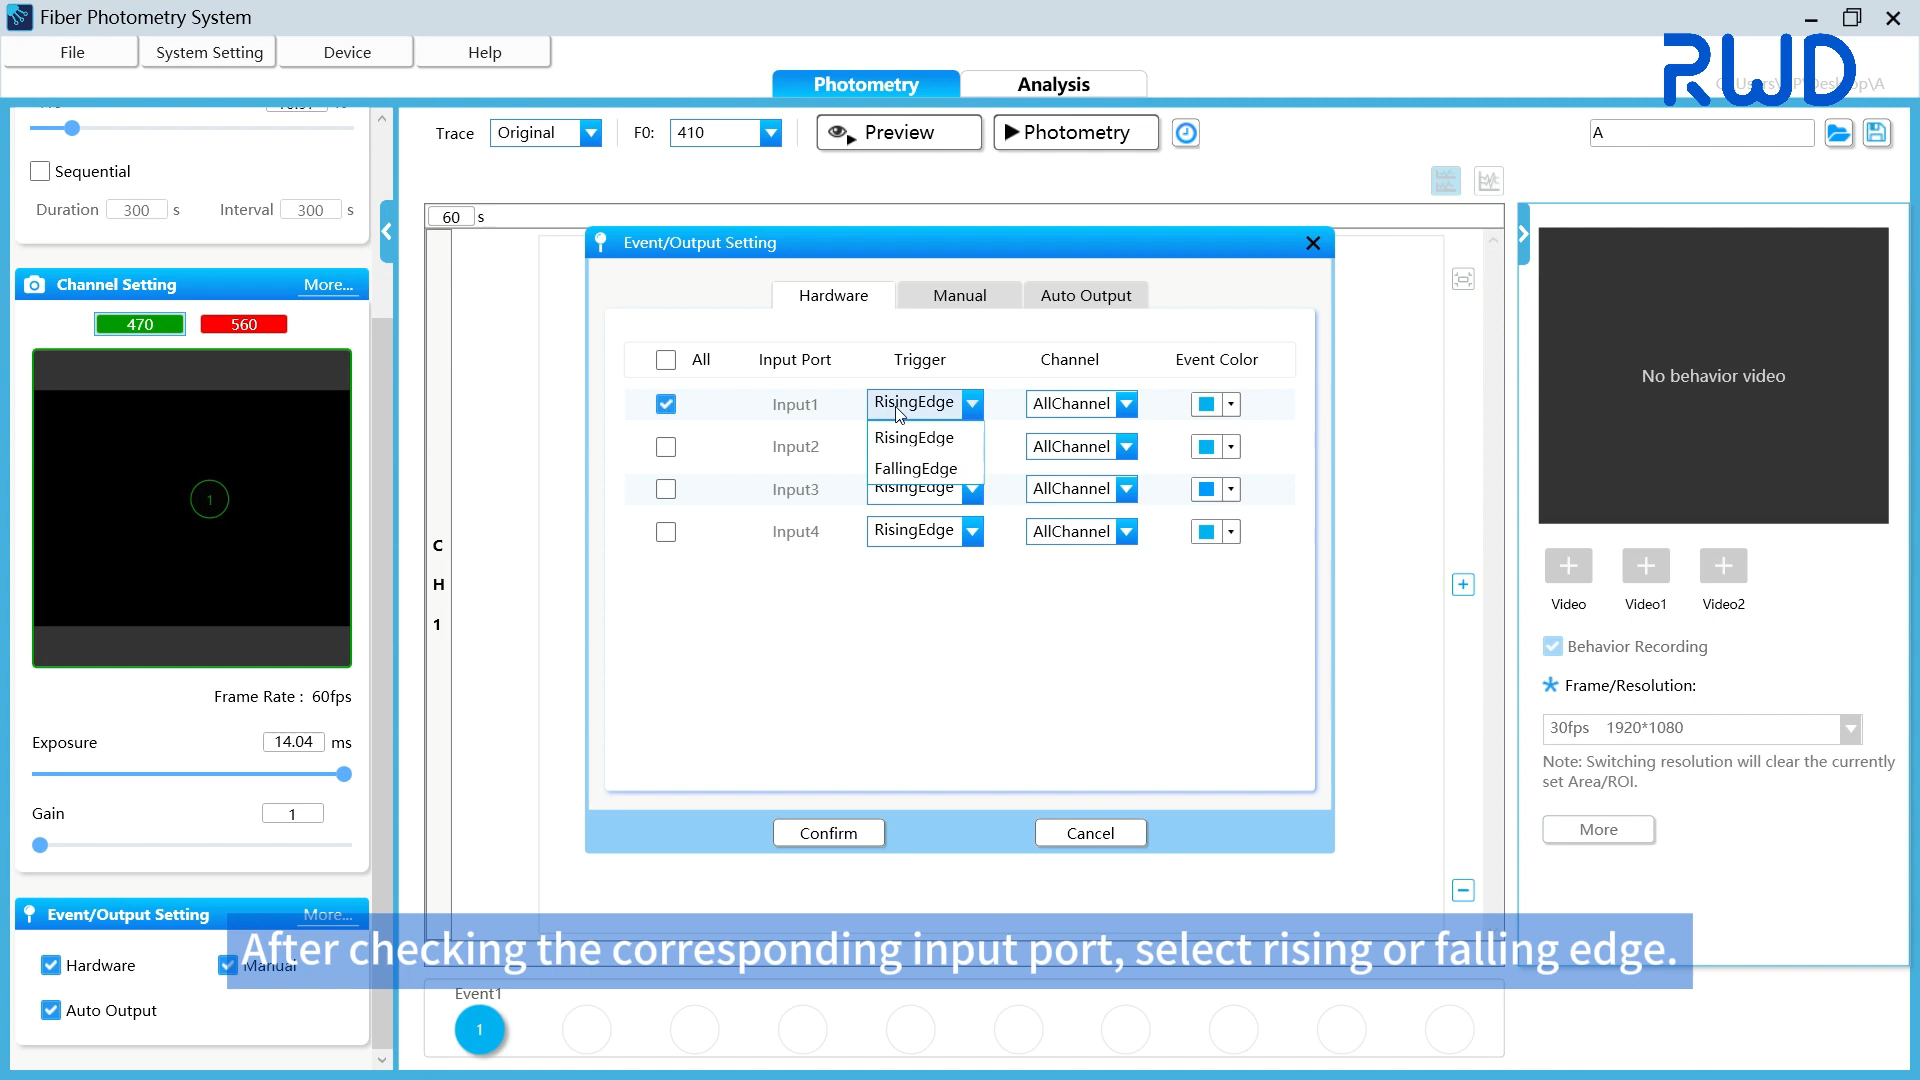 Fiber Photometry System
File
System Setting
Device
Help
RWD
Photometry
Analysis
Trace
Original
F0:
410
Preview
Photometry
A
Sequential
Duration 300 s Interval 300 s
60 s
Channel Setting More...
470
560
1
Frame Rate : 60fps
Exposure 14.04 ms
Gain 1
Event/Output Setting More...
Hardware
Manual
Auto Output
Event/Output Setting
Hardware
Manual
Auto Output
All Input Port Trigger Channel Event Color
Input1 RisingEdge AllChannel
RisingEdge
FallingEdge
Input2 AllChannel
Input3 RisingEdge AllChannel
Input4 RisingEdge AllChannel
Confirm
Cancel
C
H
1
No behavior video
Video Video1 Video2
Behavior Recording
Frame/Resolution:
30fps 1920*1080
Note: Switching resolution will clear the currently
set Area/ROI.
More
After checking the corresponding input port, select rising or falling edge.
Event1
1